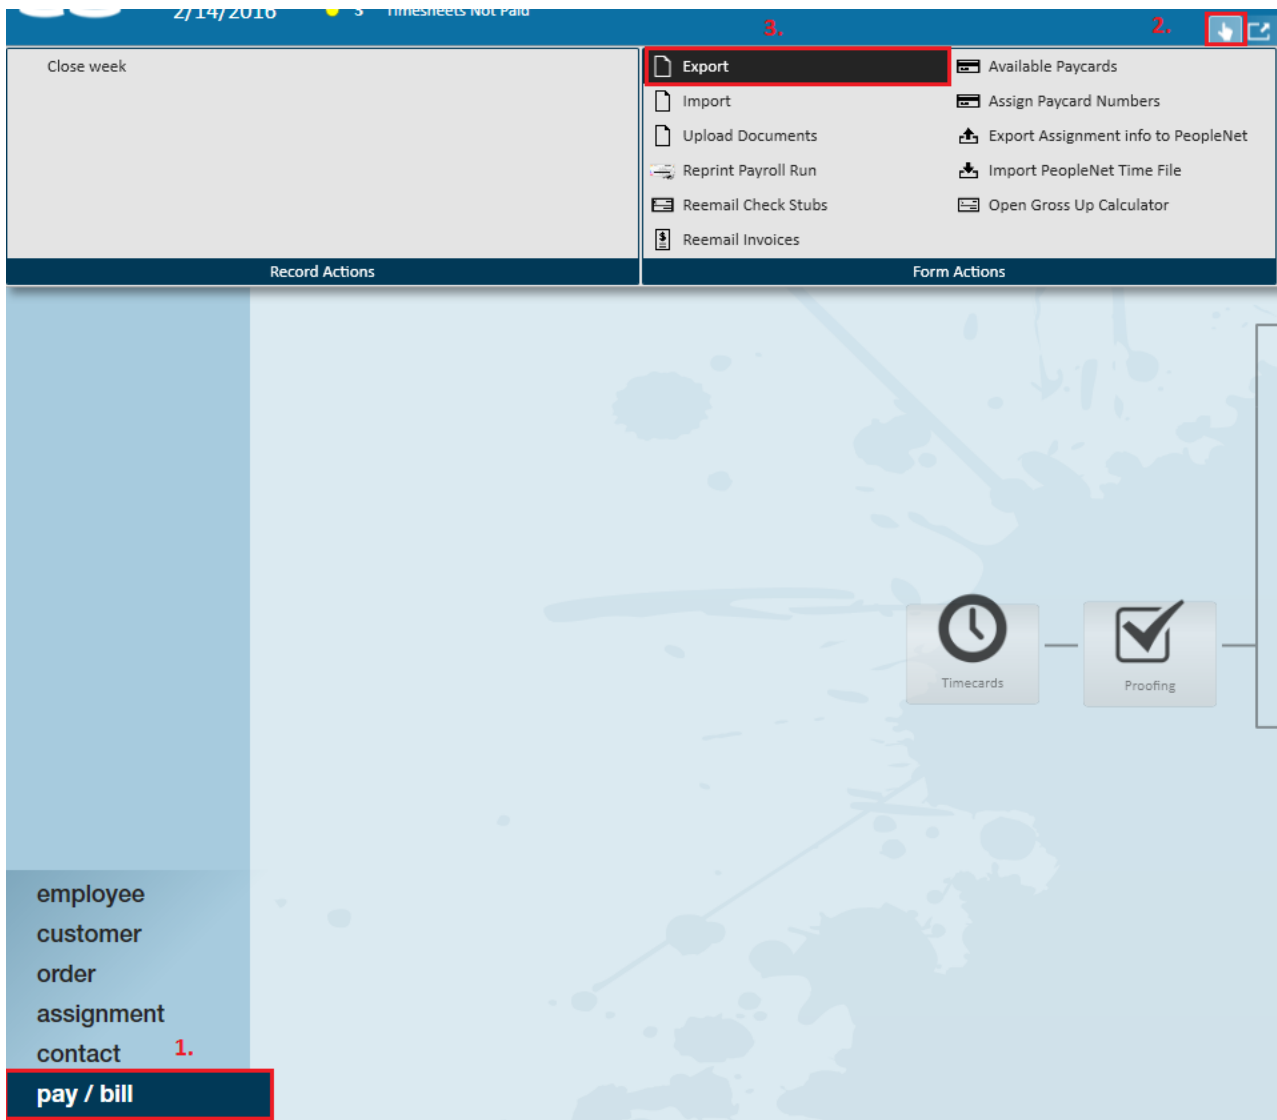 2/14/2016 3 Timesheets Not Paid
3. 2.
Close week
Export
Import
Upload Documents
Reprint Payroll Run
Reemail Check Stubs
Reemail Invoices
Available Paycards
Assign Paycard Numbers
Export Assignment info to PeopleNet
Import PeopleNet Time File
Open Gross Up Calculator
Record Actions
Form Actions
Timecards
Proofing
employee
customer
order
assignment
contact 1.
pay / bill